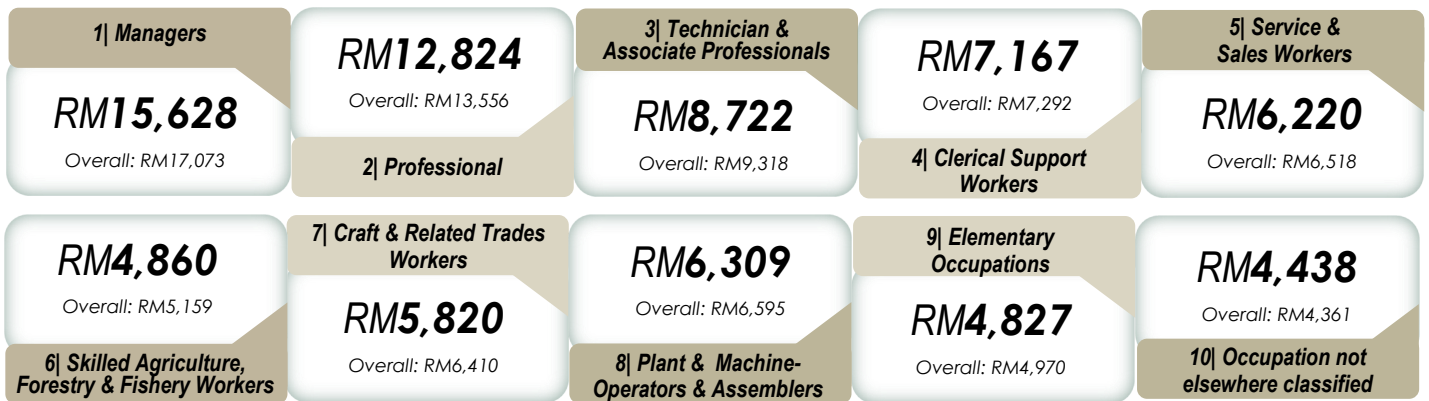 1| Managers
RM15,628
Overall: RM17,073
RM12,824
Overall: RM13,556
2| Professional
3| Technician &
Associate Professionals
RM8,722
Overall: RM9,318
RM7,167
Overall: RM7,292
4| Clerical Support
Workers
5| Service &
Sales Workers
RM6,220
Overall: RM6,518
RM4,860
Overall: RM5,159
6| Skilled Agriculture,
Forestry & Fishery Workers
7| Craft & Related Trades
Workers
RM5,820
Overall: RM6,410
RM6,309
Overall: RM6,595
8| Plant & Machine-
Operators & Assemblers
9| Elementary
Occupations
RM4,827
Overall: RM4,970
RM4,438
Overall: RM4,361
10| Occupation not
elsewhere classified